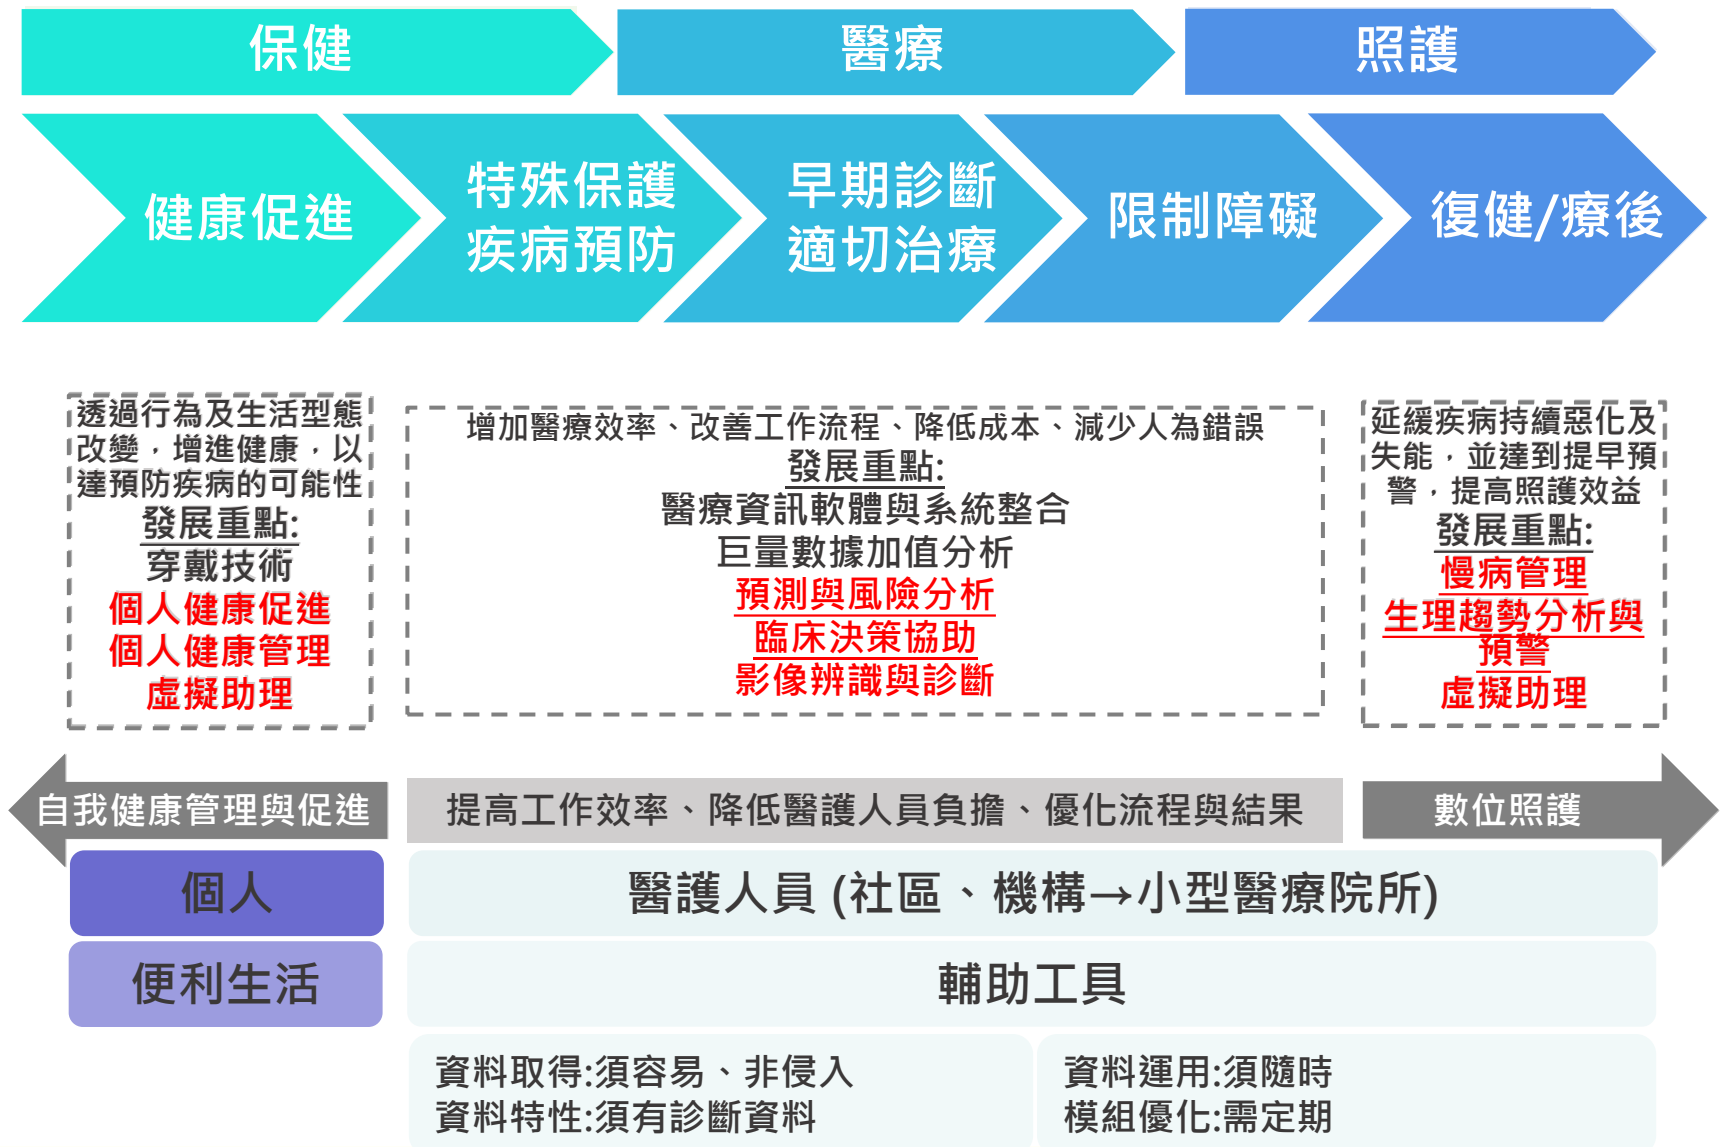 保健
醫療
照護
健康促進
特殊保護
疾病預防
早期診斷
適切治療
限制障礙
復健/療後
透過行為及生活型態
改變，增進健康，以
達預防疾病的可能性
發展重點:
穿戴技術
個人健康促進
個人健康管理
虛擬助理
增加醫療效率、改善工作流程、降低成本、減少人為錯誤
發展重點:
醫療資訊軟體與系統整合
巨量數據加值分析
預測與風險分析
臨床決策協助
影像辨識與診斷
延緩疾病持續惡化及
失能，並達到提早預
警，提高照護效益
發展重點:
慢病管理
生理趨勢分析與
預警
虛擬助理
自我健康管理與促進
提高工作效率、降低醫護人員負擔、優化流程與結果
數位照護
個人
醫護人員 (社區、機構→小型醫療院所)
便利生活
輔助工具
資料取得:須容易、非侵入
資料特性:須有診斷資料
資料運用:須隨時
模組優化:需定期